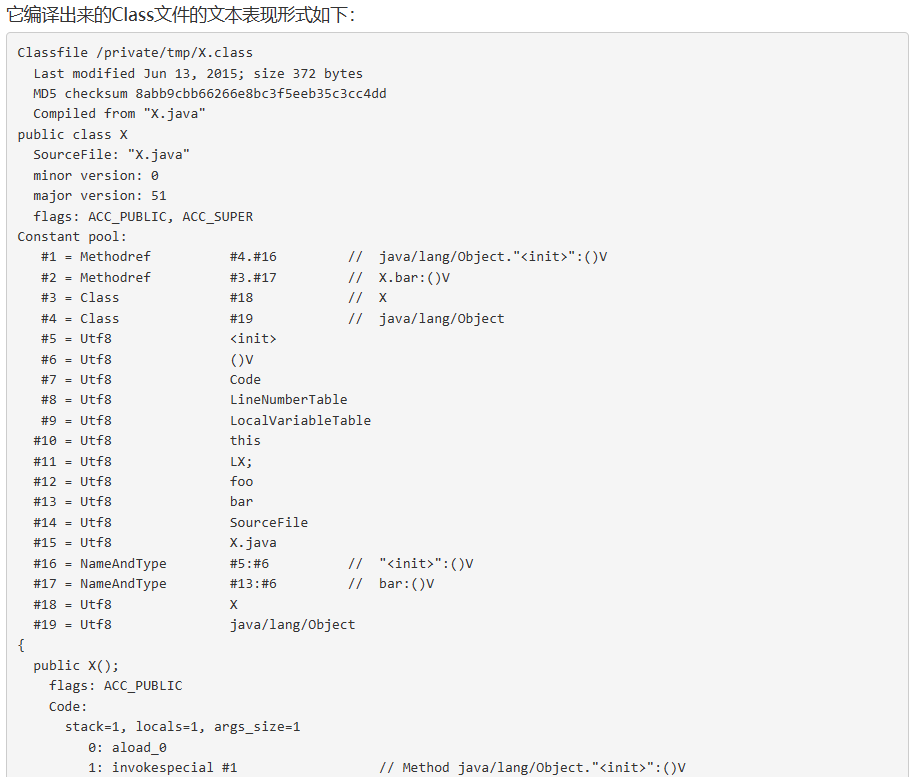 它编译出来的Class文件的文本表现形式如下：
Classfile /private/tmp/X.class
  Last modified Jun 13, 2015; size 372 bytes
  MD5 checksum 8abb9cbb66266e8bc3f5eeb35c3cc4dd
  Compiled from "X.java"
public class X
  SourceFile: "X.java"
  minor version: 0
  major version: 51
  flags: ACC_PUBLIC, ACC_SUPER
Constant pool:
   #1 = Methodref          #4.#16         //  java/lang/Object."<init>":()V
   #2 = Methodref          #3.#17         //  X.bar:()V
   #3 = Class              #18            //  X
   #4 = Class              #19            //  java/lang/Object
   #5 = Utf8               <init>
   #6 = Utf8               ()V
   #7 = Utf8               Code
   #8 = Utf8               LineNumberTable
   #9 = Utf8               LocalVariableTable
  #10 = Utf8               this
  #11 = Utf8               LX;
  #12 = Utf8               foo
  #13 = Utf8               bar
  #14 = Utf8               SourceFile
  #15 = Utf8               X.java
  #16 = NameAndType        #5:#6          //  "<init>":()V
  #17 = NameAndType        #13:#6         //  bar:()V
  #18 = Utf8               X
  #19 = Utf8               java/lang/Object
{
  public X();
    flags: ACC_PUBLIC
    Code:
      stack=1, locals=1, args_size=1
         0: aload_0
         1: invokespecial #1                  // Method java/lang/Object."<init>":()V